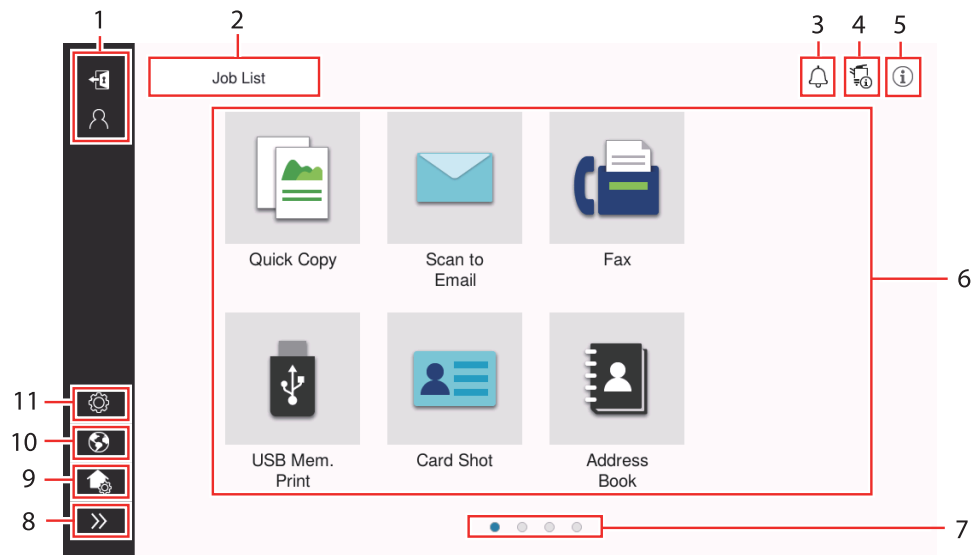 1
2
3
4
5
Job List
Quick Copy
Scan to
Email
Fax
6
USB Mem.
Print
Card Shot
Address
Book
11
10
9
8
7